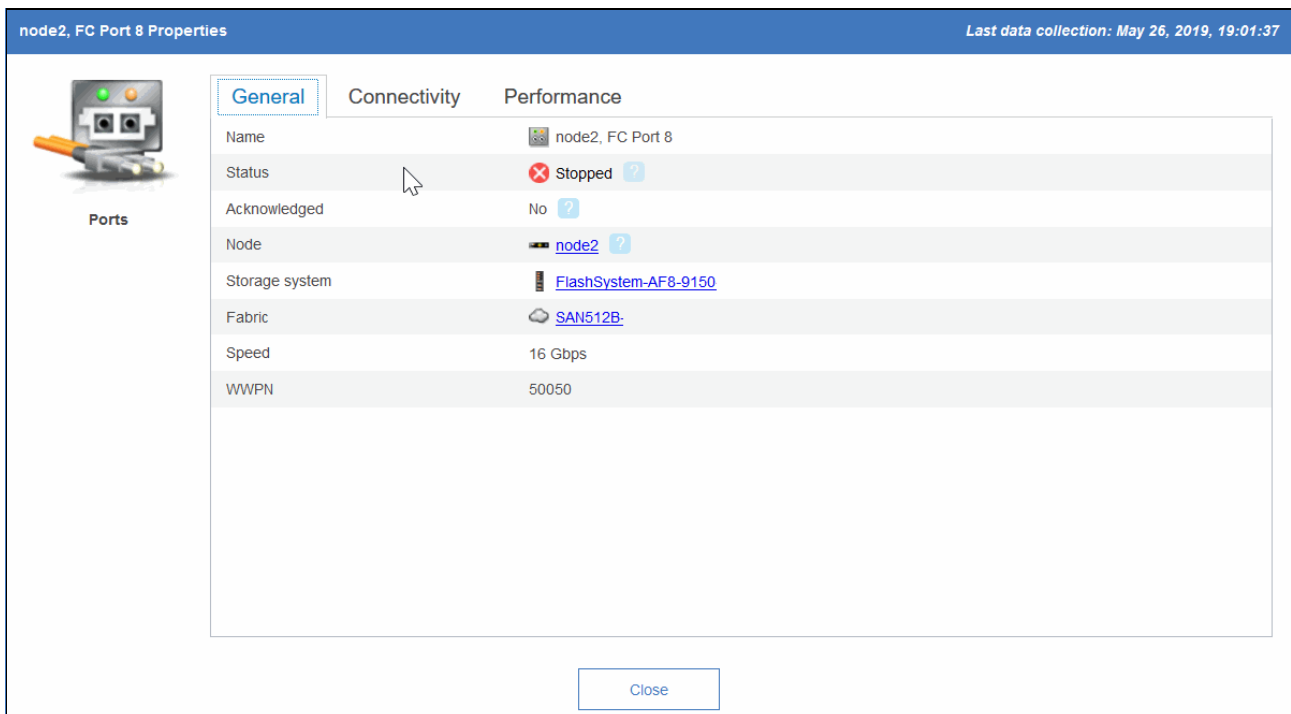 node2, FC Port 8 Properties Last data collection: May 26, 2019, 19:01:37
General Connectivity Performance
Name node2, FC Port 8
Status Stopped ?
Acknowledged No ?
Ports
Node node2 ?
Storage system FlashSystem-AF8-9150
Fabric SAN512B-
Speed 16 Gbps
WWPN 50050
Close